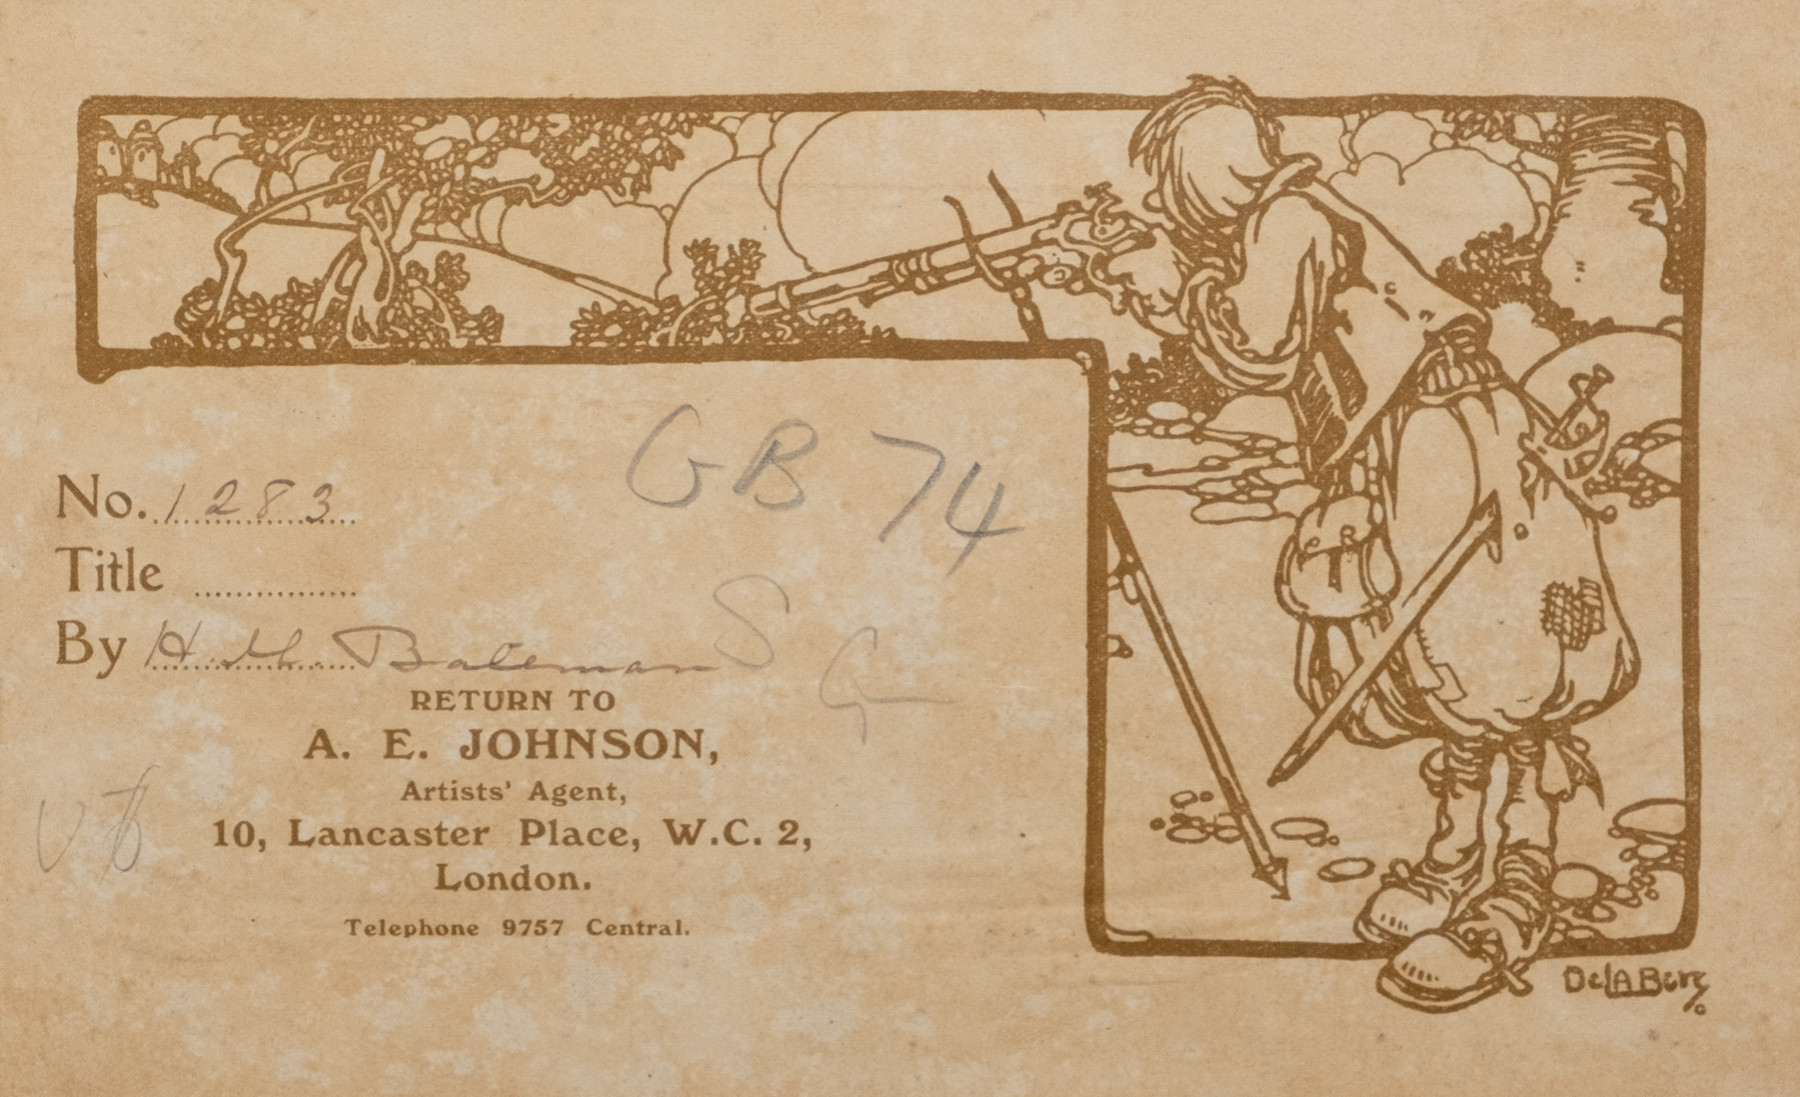 GB 74
No. 1283
Title
By H. M. Bateman
S
G
RETURN TO
A. E. JOHNSON,
Artists' Agent,
10, Lancaster Place, W.C. 2,
London.
Telephone 9757 Central.